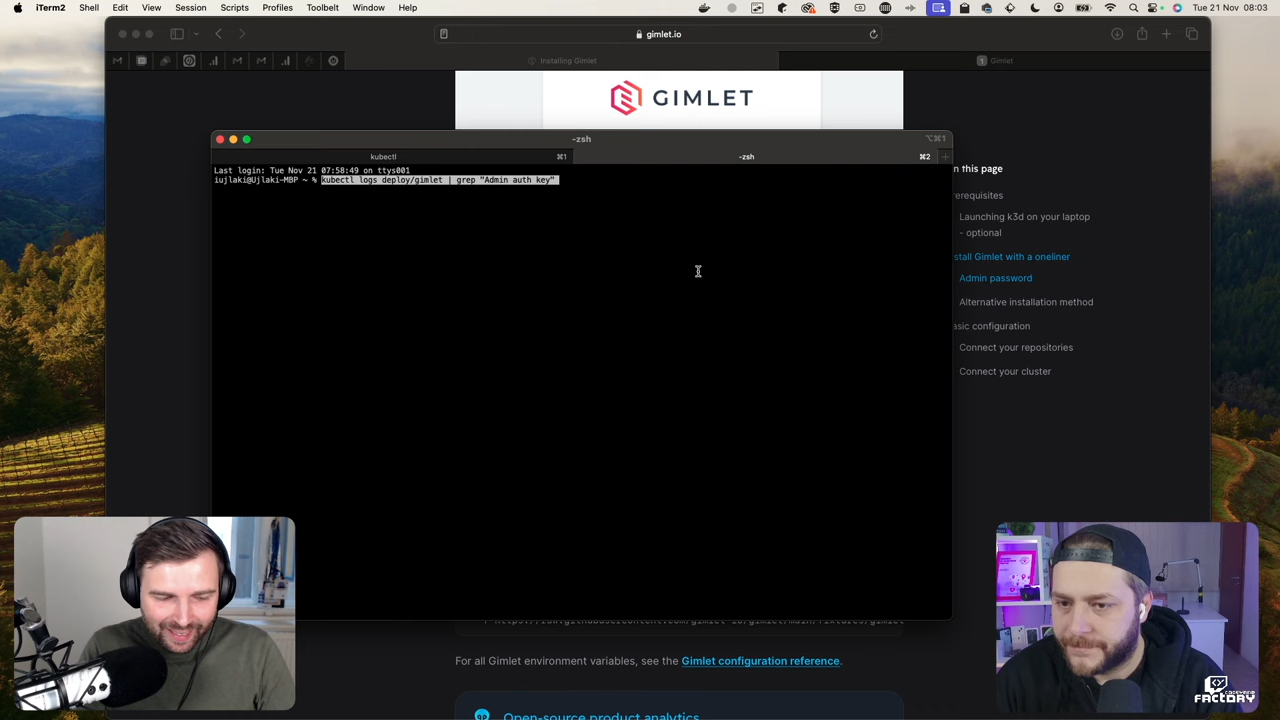 iTerm2 Shell Edit View Session Scripts Profiles Toolbelt Window Help
Tue 21 Nov 08:03
gimlet.io
Installing Gimlet
1 Gimlet
GIMLET
-zsh
⌥⌘1
kubectl ⌘1
-zsh ⌘2
Last login: Tue Nov 21 07:58:49 on ttys001
iujlaki@Ujlaki-MBP ~ % kubectl logs deploy/gimlet | grep "Admin auth key"
n this page
rerequisites
Launching k3d on your laptop
- optional
stall Gimlet with a oneliner
Admin password
Alternative installation method
asic configuration
Connect your repositories
Connect your cluster
For all Gimlet environment variables, see the Gimlet configuration reference.
Open-source product analytics
FACTORY